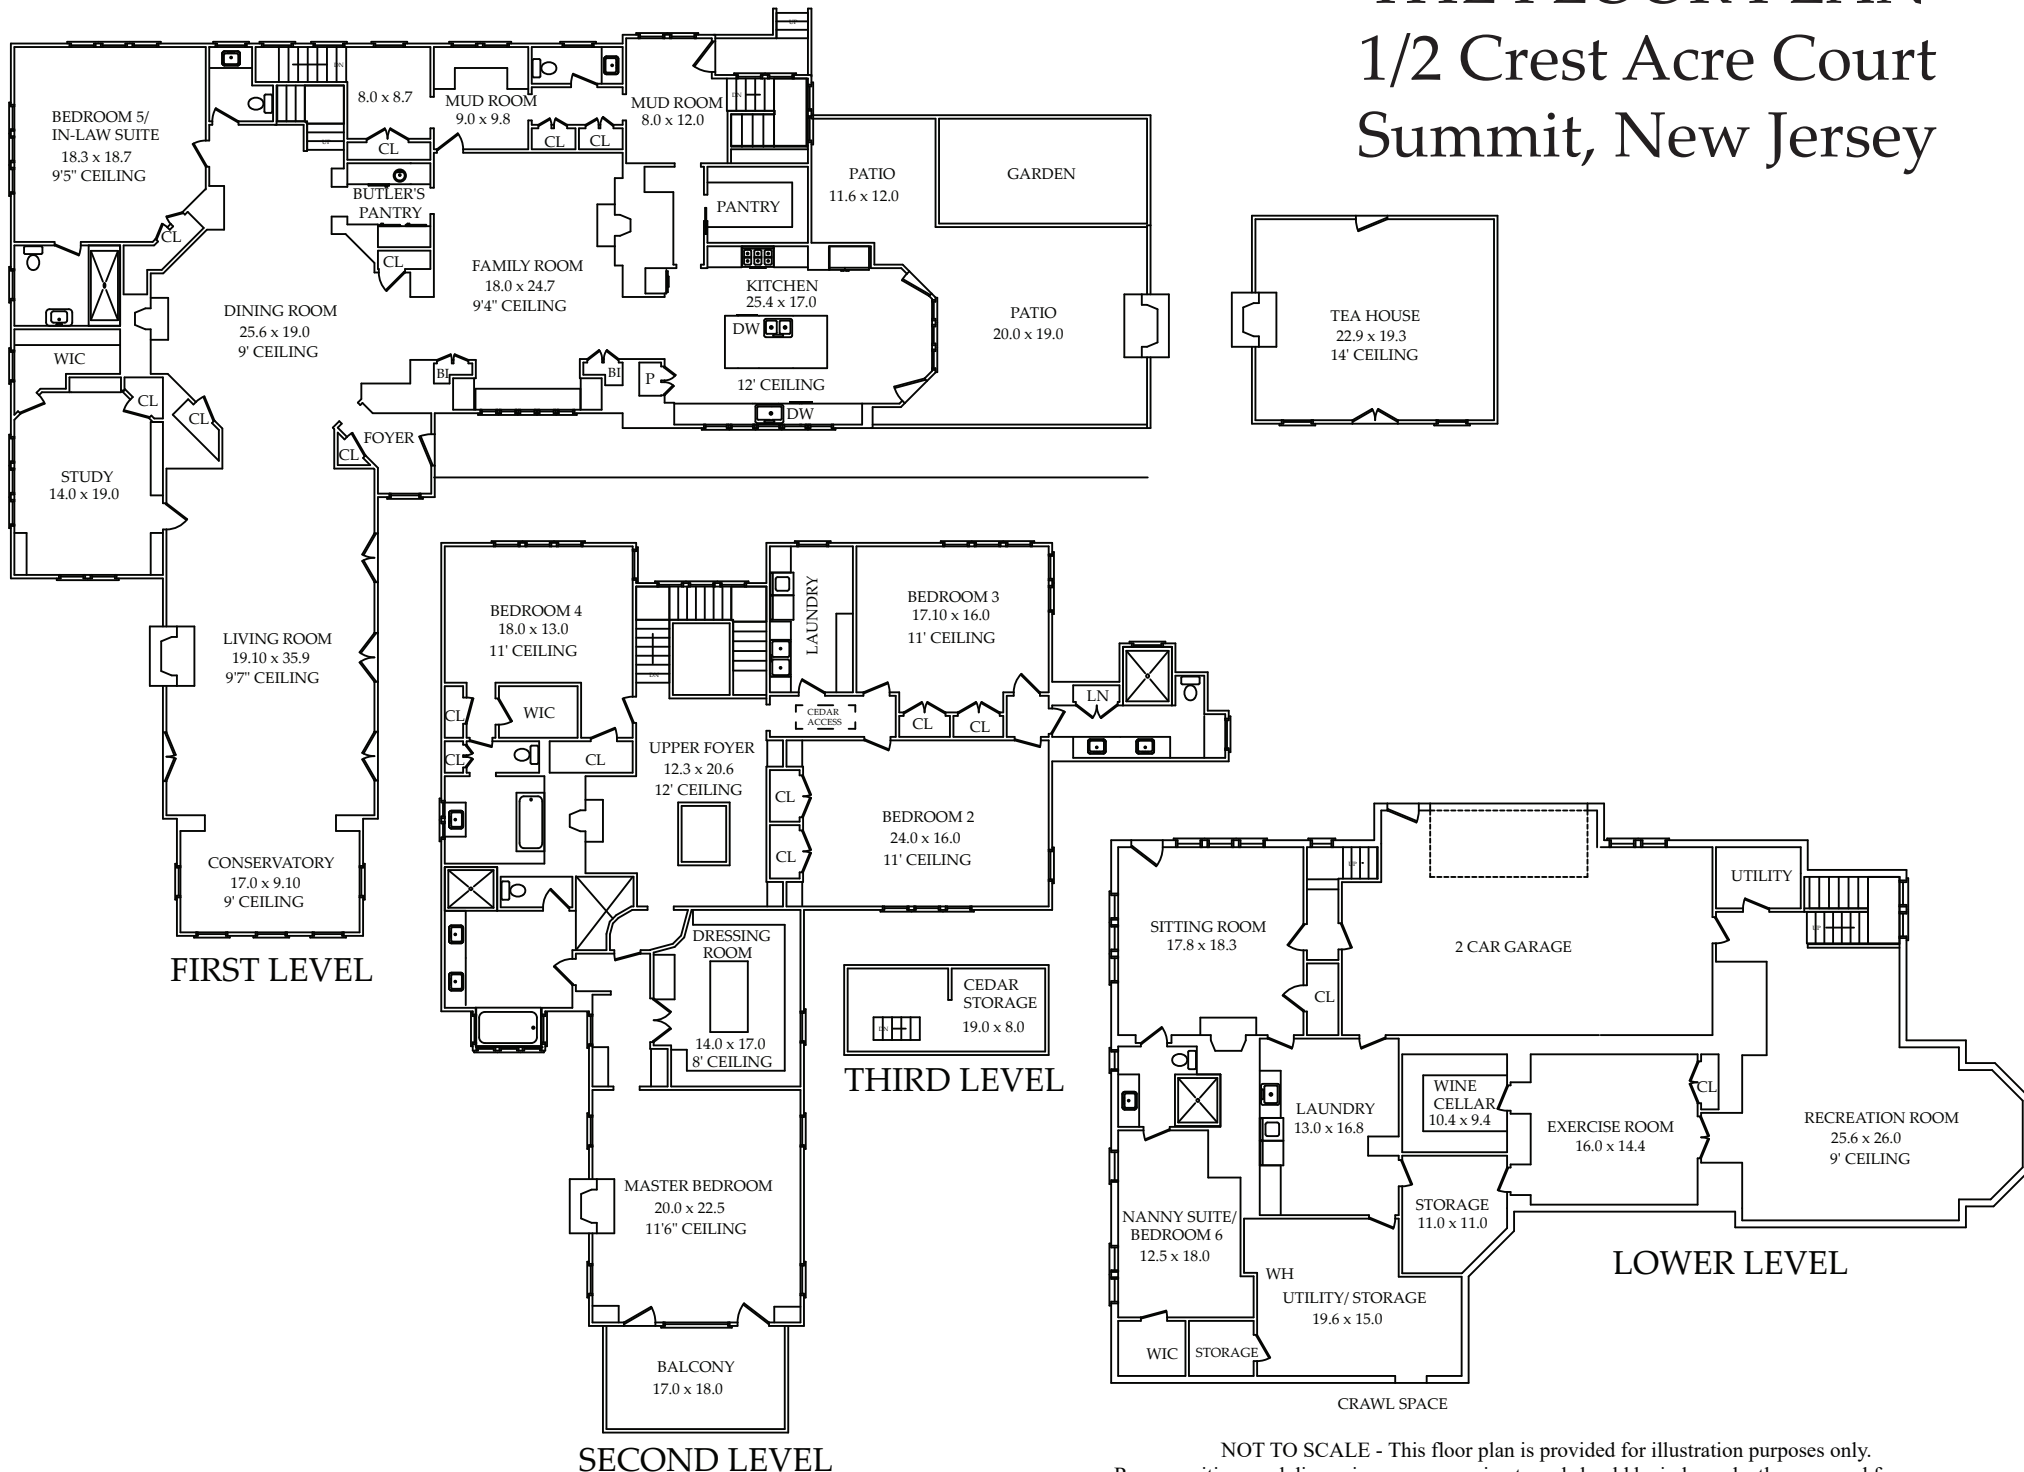 THE FLOOR PLAN
1/2 Crest Acre Court
Summit, New Jersey
BEDROOM 5/
IN-LAW SUITE
18.3 x 18.7
9'5" CEILING
DN
UP
8.0 x 8.7
CL
MUD ROOM
9.0 x 9.8
CL
CL
MUD ROOM
8.0 x 12.0
UP
DN
BUTLER'S
PANTRY
CL
CL
PANTRY
PATIO
11.6 x 12.0
GARDEN
FAMILY ROOM
18.0 x 24.7
9'4" CEILING
KITCHEN
25.4 x 17.0
DW
12' CEILING
DW
PATIO
20.0 x 19.0
TEA HOUSE
22.9 x 19.3
14' CEILING
DINING ROOM
25.6 x 19.0
9' CEILING
WIC
CL
CL
BI
BI
P
FOYER
CL
STUDY
14.0 x 19.0
LIVING ROOM
19.10 x 35.9
9'7" CEILING
CONSERVATORY
17.0 x 9.10
9' CEILING
FIRST LEVEL
BEDROOM 4
18.0 x 13.0
11' CEILING
DN
LAUNDRY
BEDROOM 3
17.10 x 16.0
11' CEILING
CL
WIC
CL
CL
CEDAR
ACCESS
CL
CL
LN
UPPER FOYER
12.3 x 20.6
12' CEILING
CL
CL
BEDROOM 2
24.0 x 16.0
11' CEILING
DRESSING
ROOM
14.0 x 17.0
8' CEILING
MASTER BEDROOM
20.0 x 22.5
11'6" CEILING
BALCONY
17.0 x 18.0
SECOND LEVEL
CEDAR
STORAGE
19.0 x 8.0
DN
THIRD LEVEL
SITTING ROOM
17.8 x 18.3
UP
CL
2 CAR GARAGE
UTILITY
UP
LAUNDRY
13.0 x 16.8
WINE
CELLAR
10.4 x 9.4
EXERCISE ROOM
16.0 x 14.4
CL
RECREATION ROOM
25.6 x 26.0
9' CEILING
STORAGE
11.0 x 11.0
NANNY SUITE/
BEDROOM 6
12.5 x 18.0
WH
UTILITY/ STORAGE
19.6 x 15.0
WIC
STORAGE
CRAWL SPACE
LOWER LEVEL
NOT TO SCALE - This floor plan is provided for illustration purposes only.